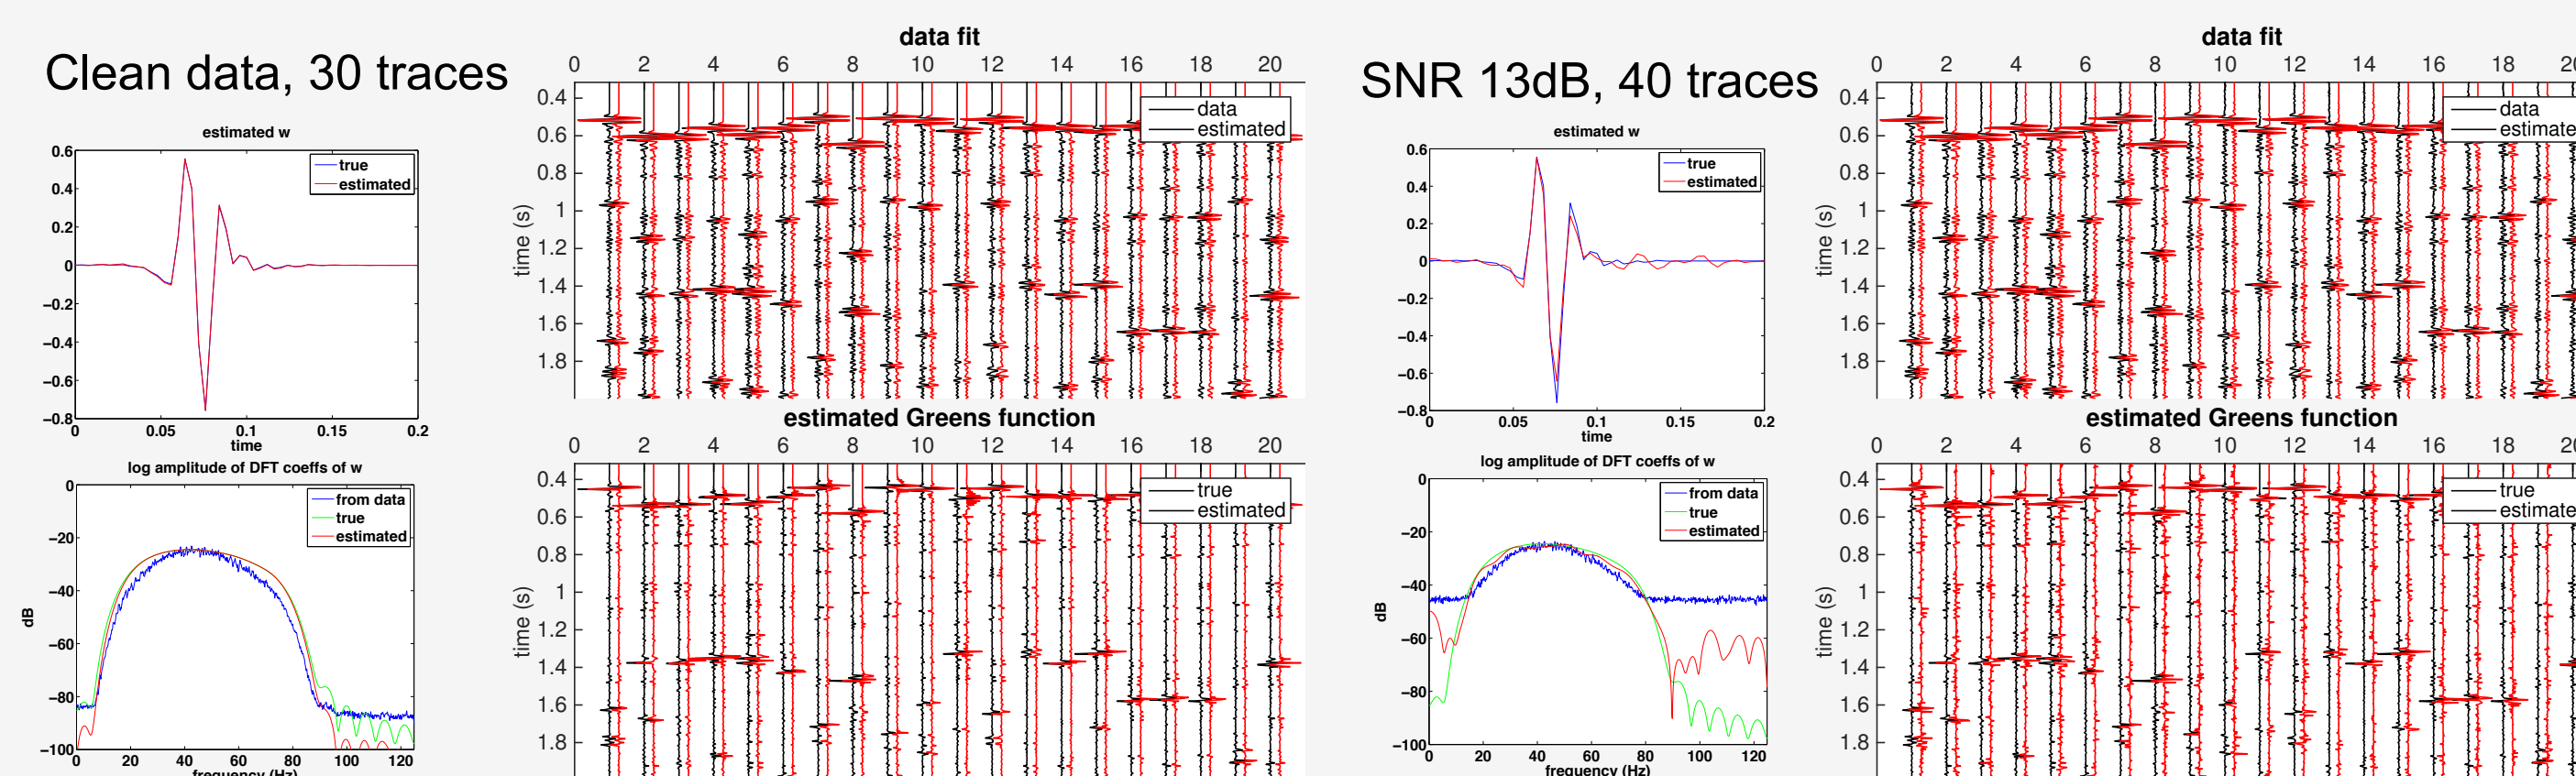 Clean data, 30 traces
estimated w
true
estimated
0.6
0.4
0.2
0
−0.2
−0.4
−0.6
−0.8
0 0.05 0.1 0.15 0.2
time
log amplitude of DFT coeffs of w
from data
true
estimated
0
−20
−40
−60
−80
−100
dB
0 20 40 60 80 100 120
frequency (Hz)
data fit
0 2 4 6 8 10 12 14 16 18 20
data
estimated
0.4
0.6
0.8
1
1.2
1.4
1.6
1.8
time (s)
estimated Greens function
0 2 4 6 8 10 12 14 16 18 20
true
estimated
0.4
0.6
0.8
1
1.2
1.4
1.6
1.8
time (s)
SNR 13dB, 40 traces
estimated w
true
estimated
0.6
0.4
0.2
0
−0.2
−0.4
−0.6
−0.8
0 0.05 0.1 0.15 0.2
time
log amplitude of DFT coeffs of w
from data
true
estimated
0
−20
−40
−60
−80
−100
dB
0 20 40 60 80 100 120
frequency (Hz)
data fit
0 2 4 6 8 10 12 14 16 18 20
data
estimate
0.4
0.6
0.8
1
1.2
1.4
1.6
1.8
time (s)
estimated Greens function
0 2 4 6 8 10 12 14 16 18 20
true
estimate
0.4
0.6
0.8
1
1.2
1.4
1.6
1.8
time (s)